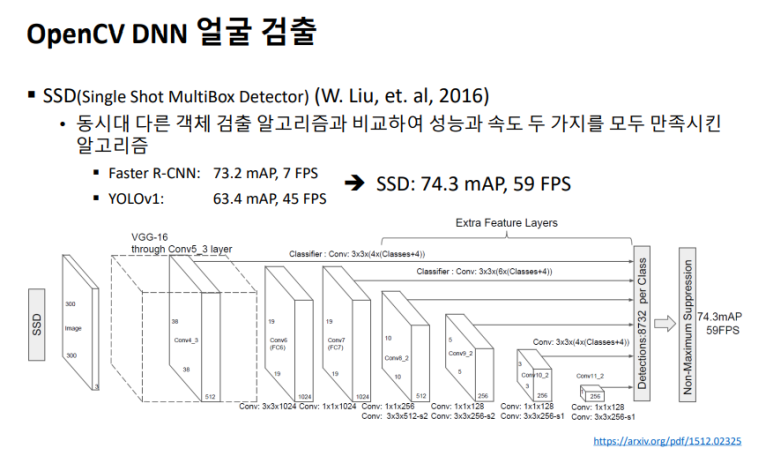 OpenCV DNN 얼굴 검출
▪ SSD(Single Shot MultiBox Detector) (W. Liu, et. al, 2016)
• 동시대 다른 객체 검출 알고리즘과 비교하여 성능과 속도 두 가지를 모두 만족시킨
알고리즘
▪ Faster R-CNN: 73.2 mAP, 7 FPS
▪ YOLOv1: 63.4 mAP, 45 FPS
➔ SSD: 74.3 mAP, 59 FPS
Extra Feature Layers
VGG-16
through Conv5_3 layer
Classifier : Conv: 3x3x(4x(Classes+4))
Classifier : Conv: 3x3x(6x(Classes+4))
Conv: 3x3x(4x(Classes+4))
SSD
300
Image
300
3
38
Conv4_3
38
512
19
Conv6
(FC6)
19
1024
19
Conv7
(FC7)
19
1024
10
Conv8_2
10
512
5
Conv9_2
5
256
3
Conv10_2
3
256
Conv11_2
256
Detections:8732 per Class
Non-Maximum Suppression
74.3mAP
59FPS
Conv: 3x3x1024
Conv: 1x1x1024
Conv: 1x1x256
Conv: 3x3x512-s2
Conv: 1x1x128
Conv: 3x3x256-s2
Conv: 1x1x128
Conv: 3x3x256-s1
Conv: 1x1x128
Conv: 3x3x256-s1
https://arxiv.org/pdf/1512.02325